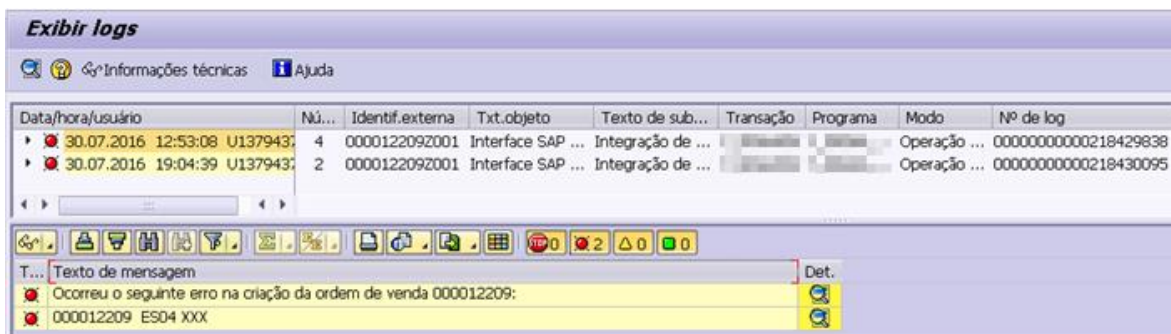 Exibir logs
Informações técnicas Ajuda
Data/hora/usuário Nú... Identif.externa Txt.objeto Texto de sub... Transação Programa Modo Nº de log
30.07.2016 12:53:08 U1379437 4 000012209Z001 Interface SAP ... Integração de ... Operação ... 00000000000218429838
30.07.2016 19:04:39 U1379437 2 000012209Z001 Interface SAP ... Integração de ... Operação ... 00000000000218430095
STOP 0 2 0 0
T... Texto de mensagem Det.
Ocorreu o seguinte erro na criação da ordem de venda 000012209:
000012209 ES04 XXX